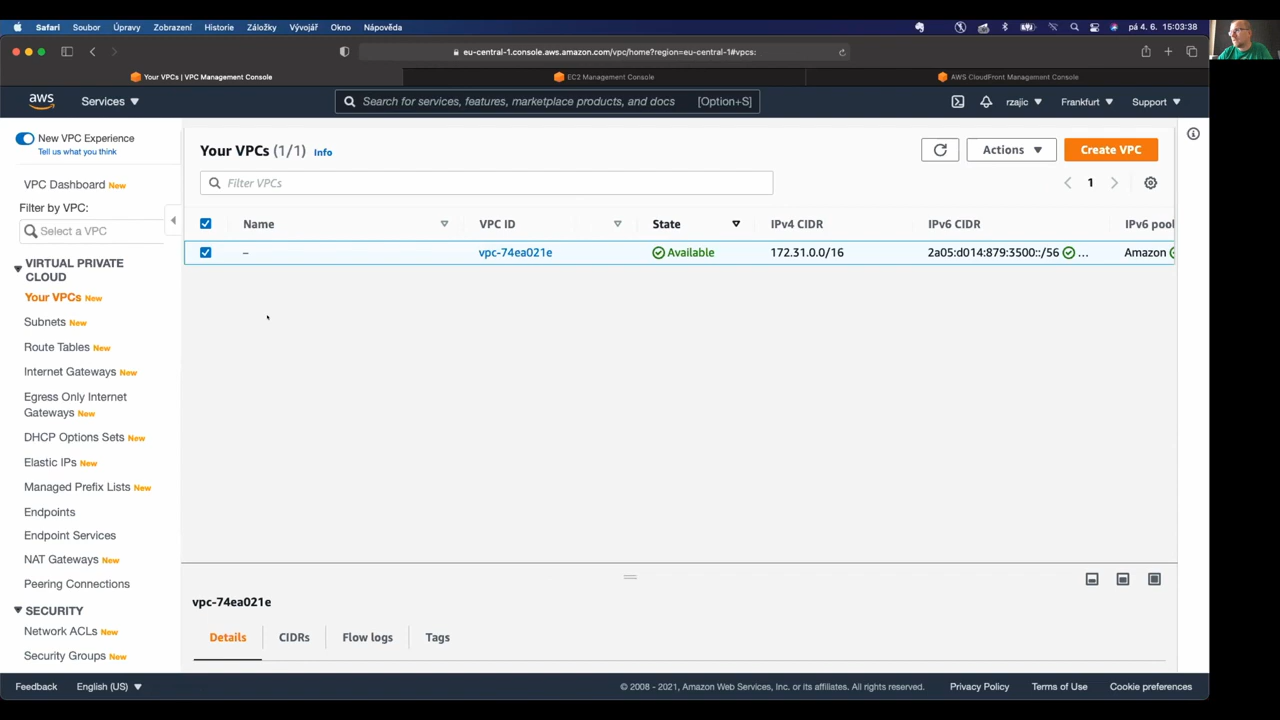 Safari Soubor Úpravy Zobrazení Historie Záložky Vývojář Okno Nápověda pá 4. 6. 15:03:38
eu-central-1.console.aws.amazon.com/vpc/home?region=eu-central-1#vpcs:
Your VPCs | VPC Management Console EC2 Management Console AWS CloudFront Management Console
aws Services ▼ Search for services, features, marketplace products, and docs [Option+S] rzajic ▼ Frankfurt ▼ Support ▼
New VPC Experience
Tell us what you think
VPC Dashboard New
Filter by VPC:
Select a VPC
VIRTUAL PRIVATE
CLOUD
Your VPCs New
Subnets New
Route Tables New
Internet Gateways New
Egress Only Internet
Gateways New
DHCP Options Sets New
Elastic IPs New
Managed Prefix Lists New
Endpoints
Endpoint Services
NAT Gateways New
Peering Connections
SECURITY
Network ACLs New
Security Groups New
Your VPCs (1/1) Info
Actions ▼ Create VPC
Filter VPCs
1
Name VPC ID State IPv4 CIDR IPv6 CIDR IPv6 pool
– vpc-74ea021e Available 172.31.0.0/16 2a05:d014:879:3500::/56 ... Amazon
vpc-74ea021e
Details CIDRs Flow logs Tags
Feedback English (US) ▼ © 2008 - 2021, Amazon Web Services, Inc. or its affiliates. All rights reserved. Privacy Policy Terms of Use Cookie preferences